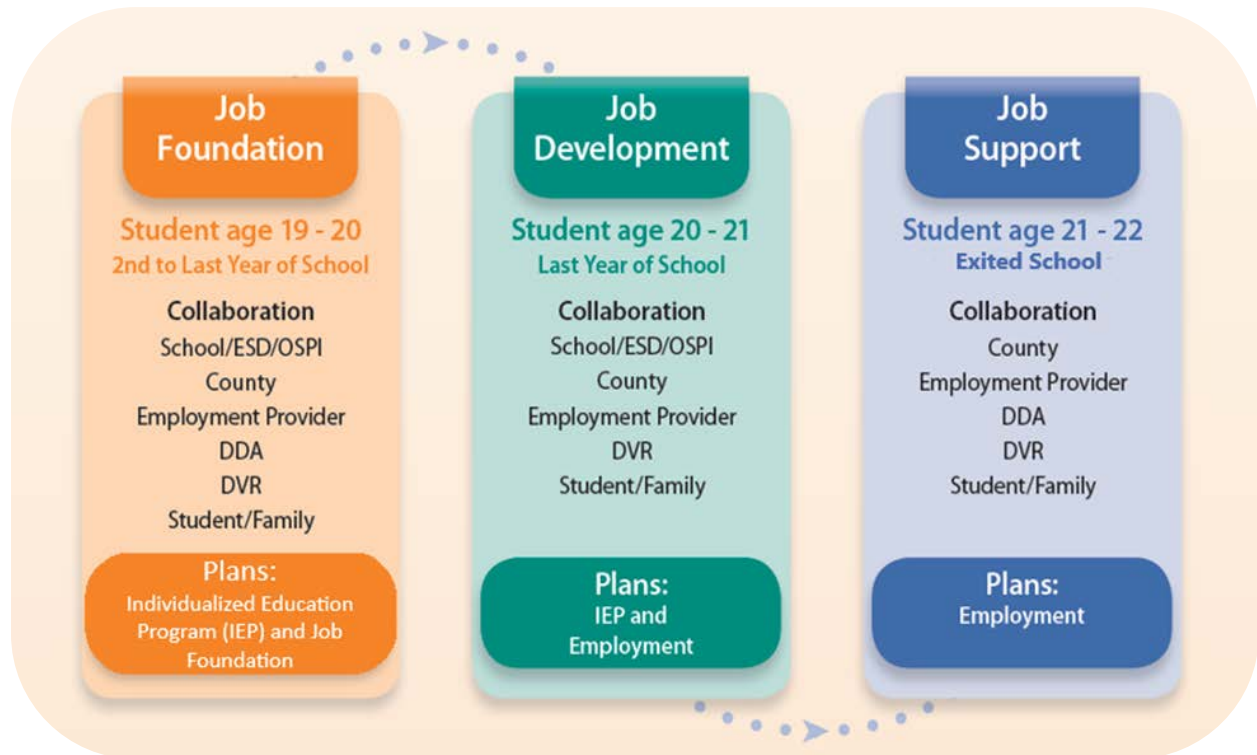 Job
Foundation
Student age 19 - 20
2nd to Last Year of School
Collaboration
School/ESD/OSPI
County
Employment Provider
DDA
DVR
Student/Family
Plans:
Individualized Education
Program (IEP) and Job
Foundation
Job
Development
Student age 20 - 21
Last Year of School
Collaboration
School/ESD/OSPI
County
Employment Provider
DVR
Student/Family
Plans:
IEP and
Employment
Job
Support
Student age 21 - 22
Exited School
Collaboration
County
Employment Provider
DDA
DVR
Student/Family
Plans:
Employment